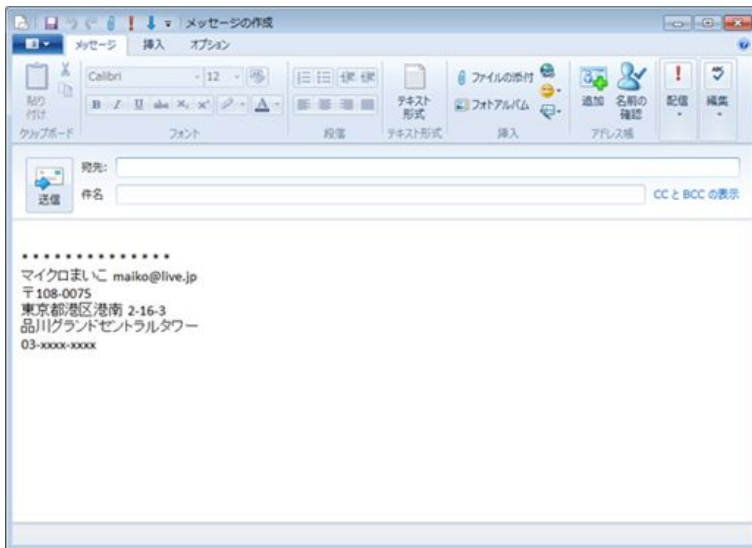 メッセージの作成
メッセージ 挿入 オプション
Calibri 12
貼り付け
B I U abc X₂ X² A
テキスト形式
ファイルの添付
フォトアルバム
追加
名前の確認
配信
編集
クリップボード フォント 段落 テキスト形式 挿入 アドレス帳
送信
宛先:
件名
CC と BCC の表示
* * * * * * * * * * * * * *
マイクロまいこ maiko@live.jp
〒108-0075
東京都港区港南 2-16-3
品川グランドセントラルタワー
03-xxxx-xxxx